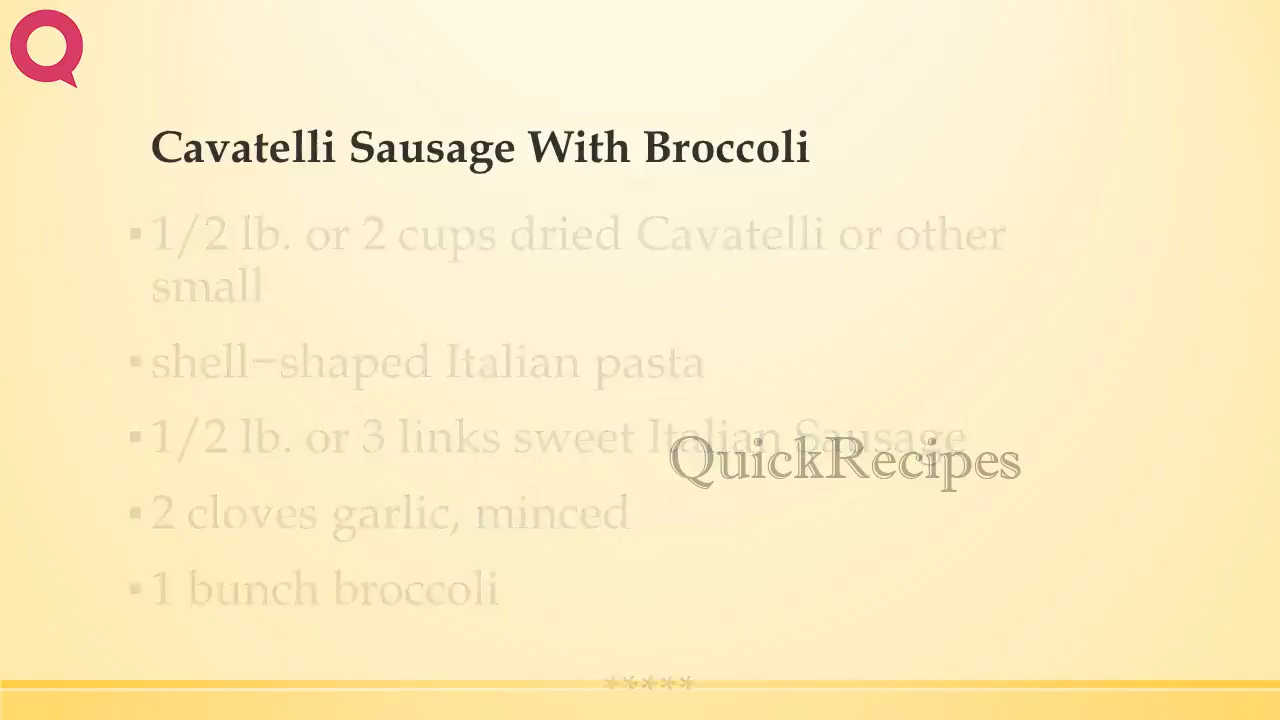 Cavatelli Sausage With Broccoli
▪1/2 lb. or 2 cups dried Cavatelli or other
small
▪shell−shaped Italian pasta
▪1/2 lb. or 3 links sweet Italian Sausage
QuickRecipes
▪2 cloves garlic, minced
▪1 bunch broccoli
*****